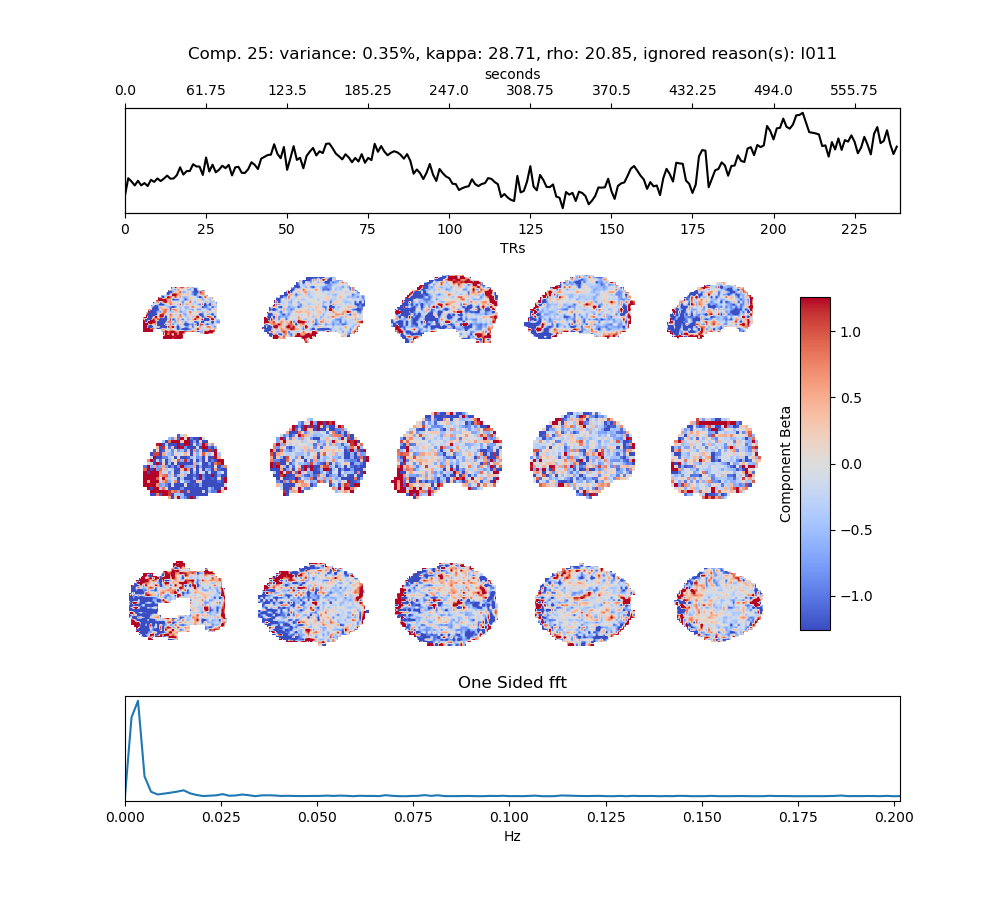 Comp. 25: variance: 0.35%, kappa: 28.71, rho: 20.85, ignored reason(s): I011
seconds
0.0 61.75 123.5 185.25 247.0 308.75 370.5 432.25 494.0 555.75
0 25 50 75 100 125 150 175 200 225
TRs
1.0
0.5
0.0
−0.5
−1.0
Component Beta
One Sided fft
0.000 0.025 0.050 0.075 0.100 0.125 0.150 0.175 0.200
Hz